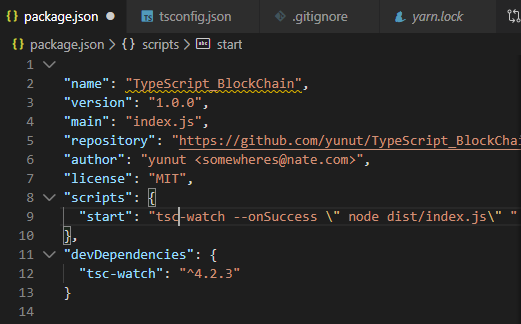 package.json tsconfig.json .gitignore yarn.lock
package.json > {} scripts > abc start
1
2 "name": "TypeScript_BlockChain",
3 "version": "1.0.0",
4 "main": "index.js",
5 "repository": "https://github.com/yunut/TypeScript_BlockChai
6 "author": "yunut <somewheres@nate.com>",
7 "license": "MIT",
8 "scripts": {
9 "start": "tsc-watch --onSuccess \" node dist/index.js\" "
10 },
11 "devDependencies": {
12 "tsc-watch": "^4.2.3"
13 }
14